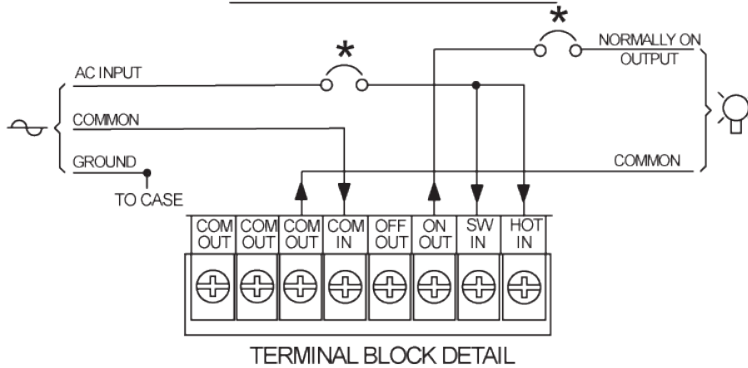 *
NORMALLY ON
OUTPUT
*
AC INPUT
COMMON
GROUND
COMMON
TO CASE
COM OUT
COM OUT
COM OUT
COM IN
OFF OUT
ON OUT
SW IN
HOT IN
TERMINAL BLOCK DETAIL